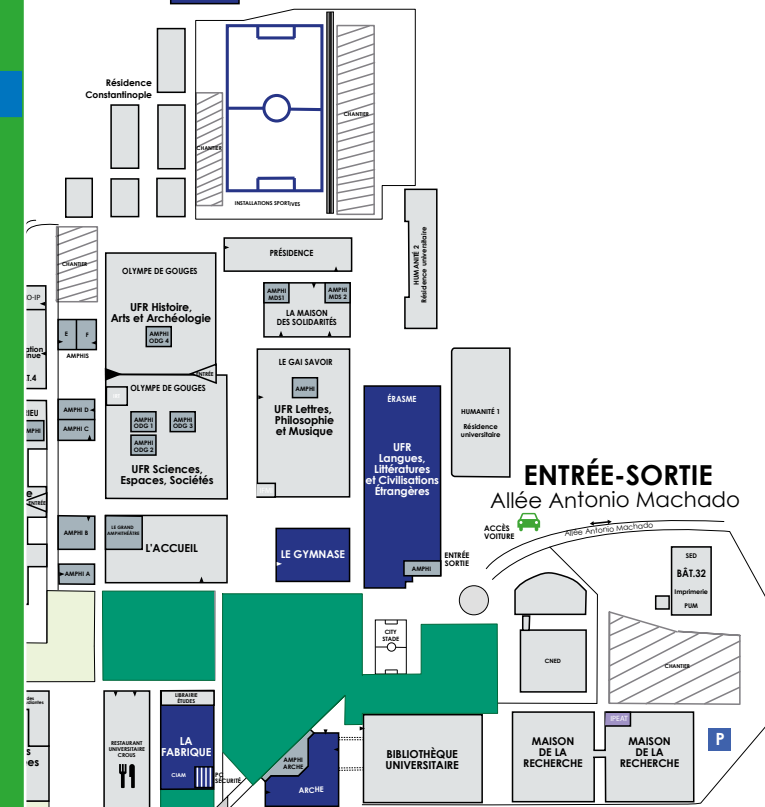 Résidence
Constantinople
CHANTIER
CHANTIER
INSTALLATIONS SPORTIVES
HUMANITÉ 2
Résidence universitaire
CHANTIER
PRÉSIDENCE
OLYMPE DE GOUGES
UFR Histoire,
Arts et Archéologie
AMPHI
ODG 4
AMPHI
MDS1
AMPHI
MDS 2
LA MAISON
DES SOLIDARITÉS
O-IP
E
F
AMPHIS
T.4
ENTRÉE
OLYMPE DE GOUGES
AMPHI
ODG 1
AMPHI
ODG 3
AMPHI
ODG 2
UFR Sciences,
Espaces, Sociétés
LE GAI SAVOIR
AMPHI
UFR Lettres,
Philosophie
et Musique
ÉRASME
UFR
Langues,
Littératures
et Civilisations
Étrangères
AMPHI
HUMANITÉ 1
Résidence
universitaire
AMPHI D
AMPHI C
ENTRÉE
AMPHI B
AMPHI A
LE GRAND
AMPHITHÉÂTRE
L'ACCUEIL
LE GYMNASE
ENTRÉE
SORTIE
ENTRÉE-SORTIE
Allée Antonio Machado
ACCÈS
VOITURE
Allée Antonio Machado
SED
BÂT.32
Imprimerie
PUM
CITY
STADE
CNED
CHANTIER
RESTAURANT
UNIVERSITAIRE
CROUS
LIBRAIRIE
ÉTUDES
LA
FABRIQUE
CIAM
PC
SÉCURITÉ
AMPHI
ARCHE
ARCHE
BIBLIOTHÈQUE
UNIVERSITAIRE
MAISON
DE LA
RECHERCHE
IPEAT
MAISON
DE LA
RECHERCHE
P